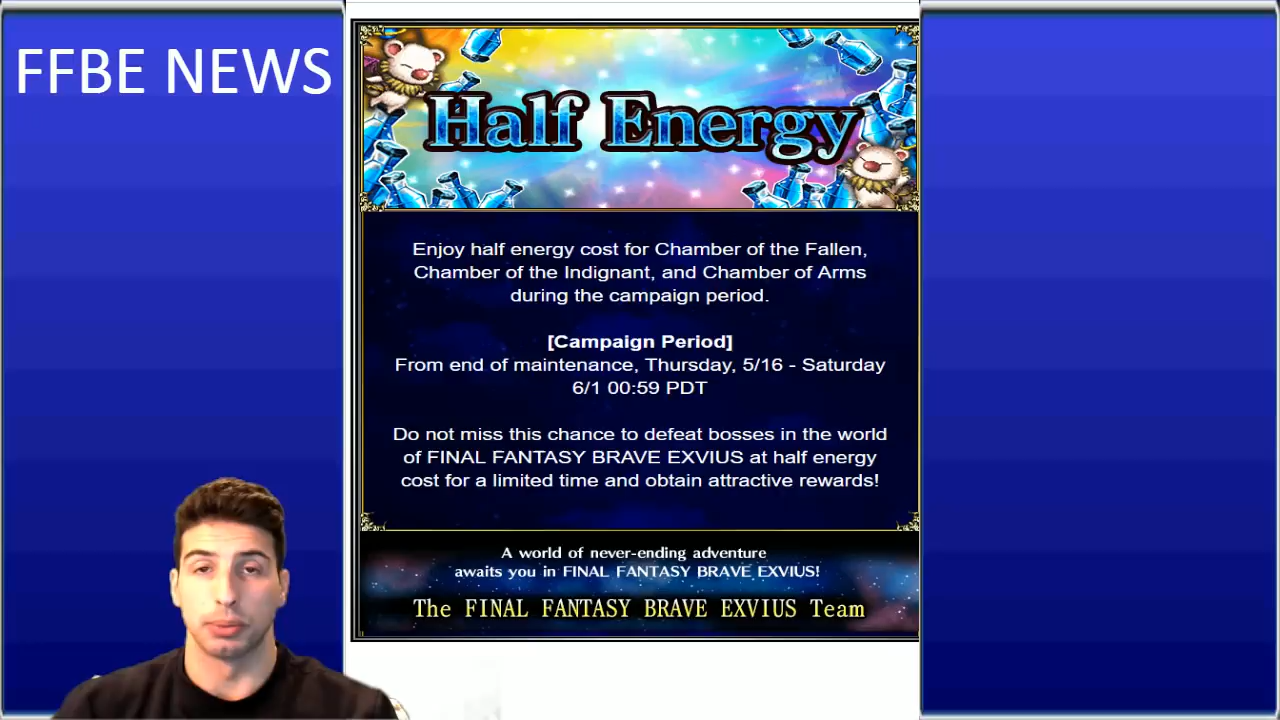 FFBE NEWS
Half Energy
Enjoy half energy cost for Chamber of the Fallen,
Chamber of the Indignant, and Chamber of Arms
during the campaign period.
[Campaign Period]
From end of maintenance, Thursday, 5/16 - Saturday
6/1 00:59 PDT
Do not miss this chance to defeat bosses in the world
of FINAL FANTASY BRAVE EXVIUS at half energy
cost for a limited time and obtain attractive rewards!
A world of never-ending adventure
awaits you in FINAL FANTASY BRAVE EXVIUS!
The FINAL FANTASY BRAVE EXVIUS Team